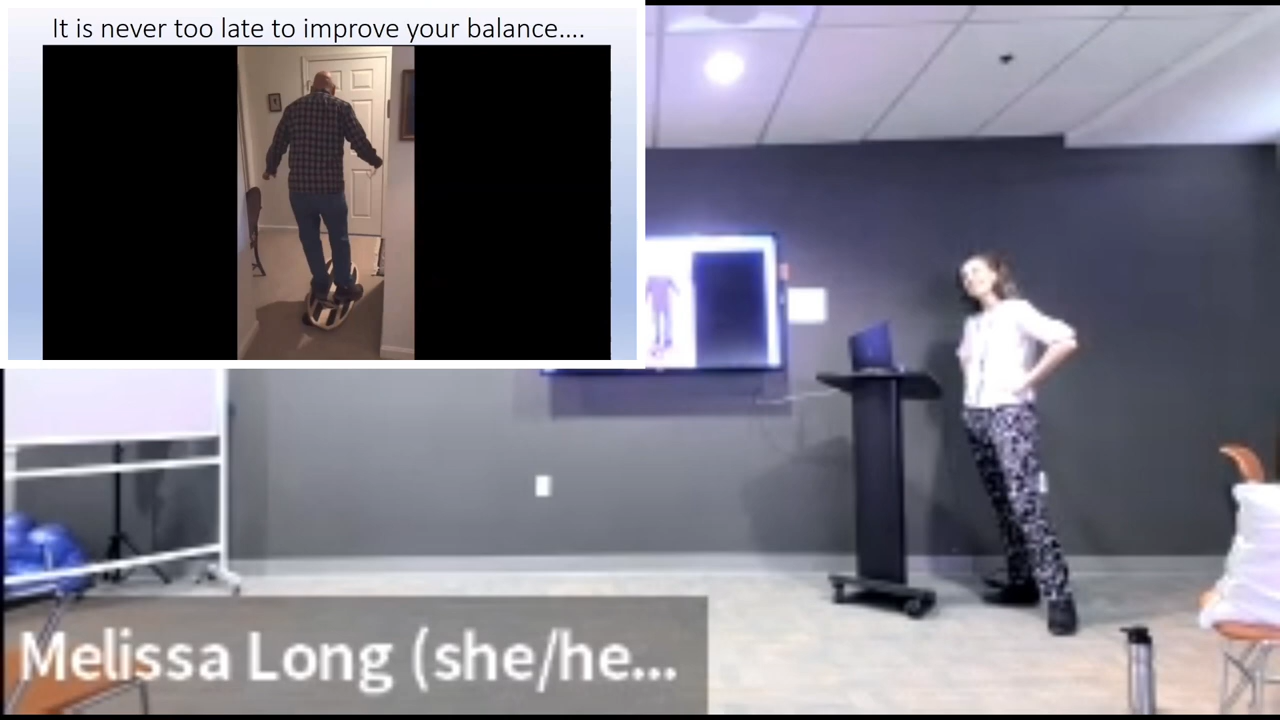 It is never too late to improve your balance....
Melissa Long (she/he...